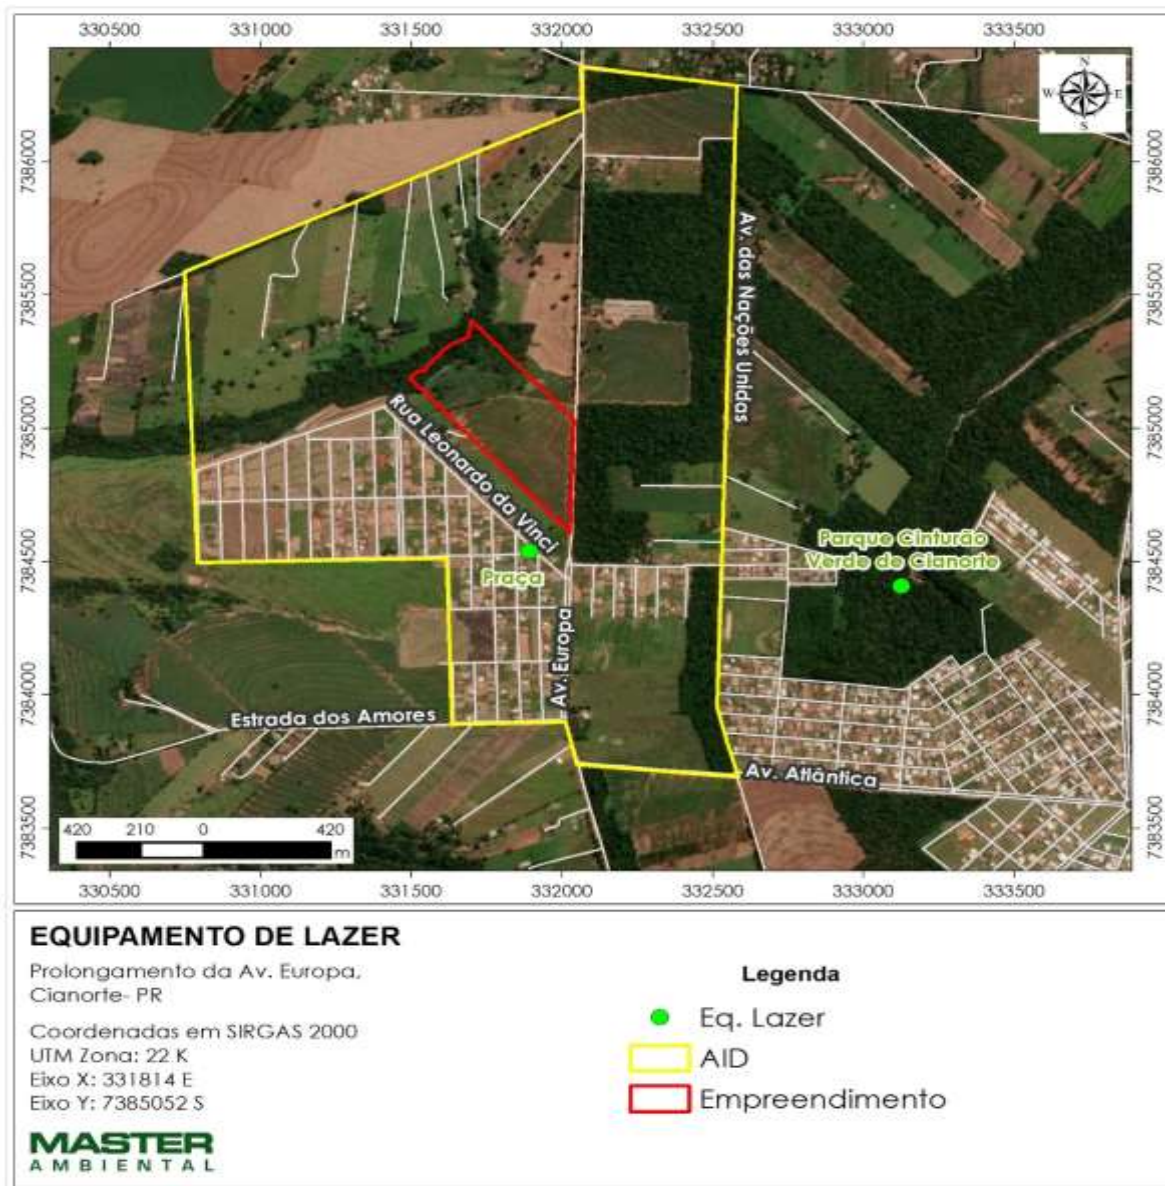 330500 331000 331500 332000 332500 333000 333500
7386000 7385500 7385000 7384500 7384000 7383500
N
W E
S
7386000 7385500 7385000 7384500 7384000 7383500
Av. das Nações Unidas
Rua Leonardo da Vinci
Parque Cinturão
Verde de Cianorte
Praça
Av. Europa
Estrada dos Amores
Av. Atlântica
420 210 0 420
m
330500 331000 331500 332000 332500 333000 333500
EQUIPAMENTO DE LAZER
Prolongamento da Av. Europa,
Cianorte- PR
Coordenadas em SIRGAS 2000
UTM Zona: 22 K
Eixo X: 331814 E
Eixo Y: 7385052 S
MASTER
AMBIENTAL
Legenda
Eq. Lazer
AID
Empreendimento